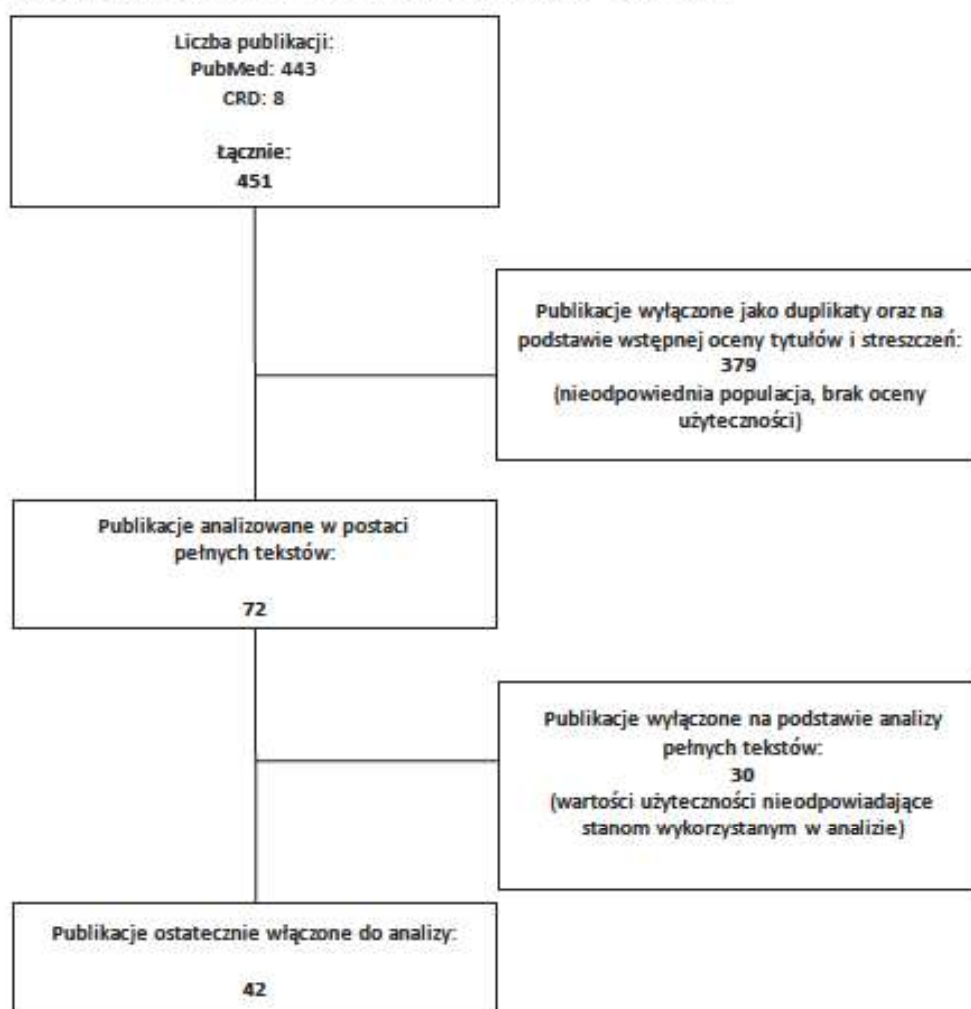 Liczba publikacji:
PubMed: 443
CRD: 8
Łącznie:
451
Publikacje wyłączone jako duplikaty oraz na
podstawie wstępnej oceny tytułów i streszczeń:
379
(nieodpowiednia populacja, brak oceny
użyteczności)
Publikacje analizowane w postaci
pełnych tekstów:
72
Publikacje wyłączone na podstawie analizy
pełnych tekstów:
30
(wartości użyteczności nieodpowiadające
stanom wykorzystanym w analizie)
Publikacje ostatecznie włączone do analizy:
42